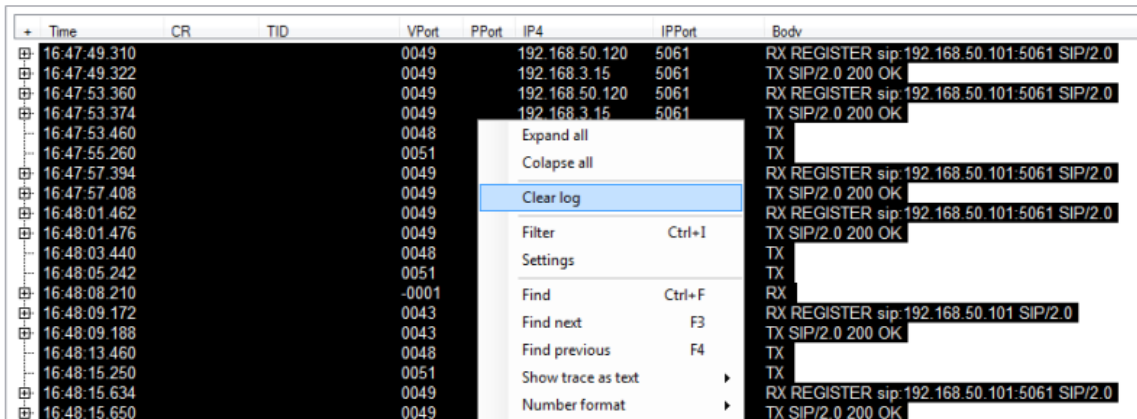 + Time CR TID VPort PPort IP4 IPPort Body
16:47:49.310 0049 192.168.50.120 5061 RX REGISTER sip:192.168.50.101:5061 SIP/2.0
16:47:49.322 0049 192.168.3.15 5061 TX SIP/2.0 200 OK
16:47:53.360 0049 192.168.50.120 5061 RX REGISTER sip:192.168.50.101:5061 SIP/2.0
16:47:53.374 0049 192.168.3.15 5061 TX SIP/2.0 200 OK
16:47:53.460 0048 Expand all TX
16:47:55.260 0051 Colapse all TX
16:47:57.394 0049 RX REGISTER sip:192.168.50.101:5061 SIP/2.0
16:47:57.408 0049 Clear log TX SIP/2.0 200 OK
16:48:01.462 0049 RX REGISTER sip:192.168.50.101:5061 SIP/2.0
16:48:01.476 0049 Filter Ctrl+I TX SIP/2.0 200 OK
16:48:03.440 0048 Settings TX
16:48:05.242 0051 TX
16:48:08.210 -0001 Find Ctrl+F RX
16:48:09.172 0043 Find next F3 RX REGISTER sip:192.168.50.101 SIP/2.0
16:48:09.188 0043 TX SIP/2.0 200 OK
16:48:13.460 0048 Find previous F4 TX
16:48:15.250 0051 Show trace as text TX
16:48:15.634 0049 Number format RX REGISTER sip:192.168.50.101:5061 SIP/2.0
16:48:15.650 0049 TX SIP/2.0 200 OK